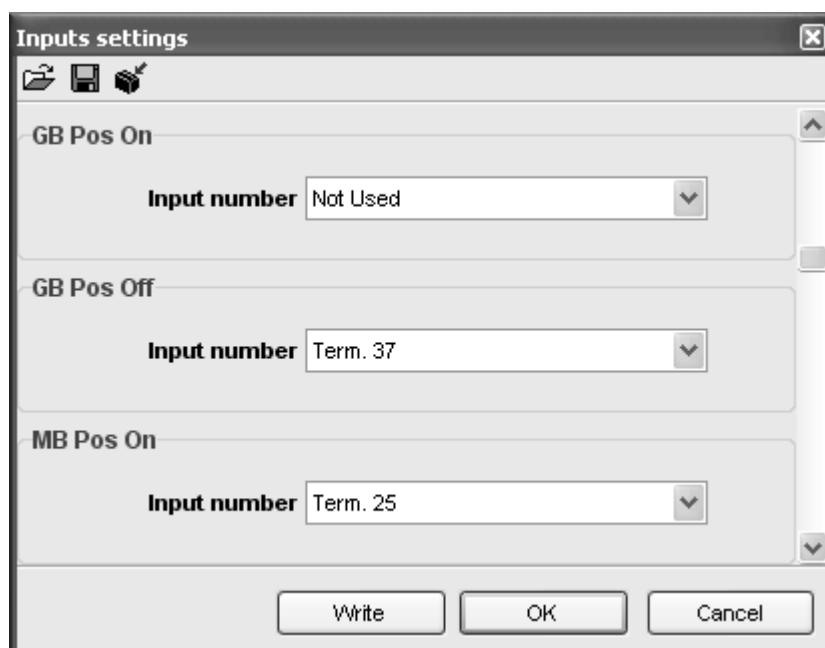 Inputs settings
GB Pos On
Input number Not Used
GB Pos Off
Input number Term. 37
MB Pos On
Input number Term. 25
Write OK Cancel